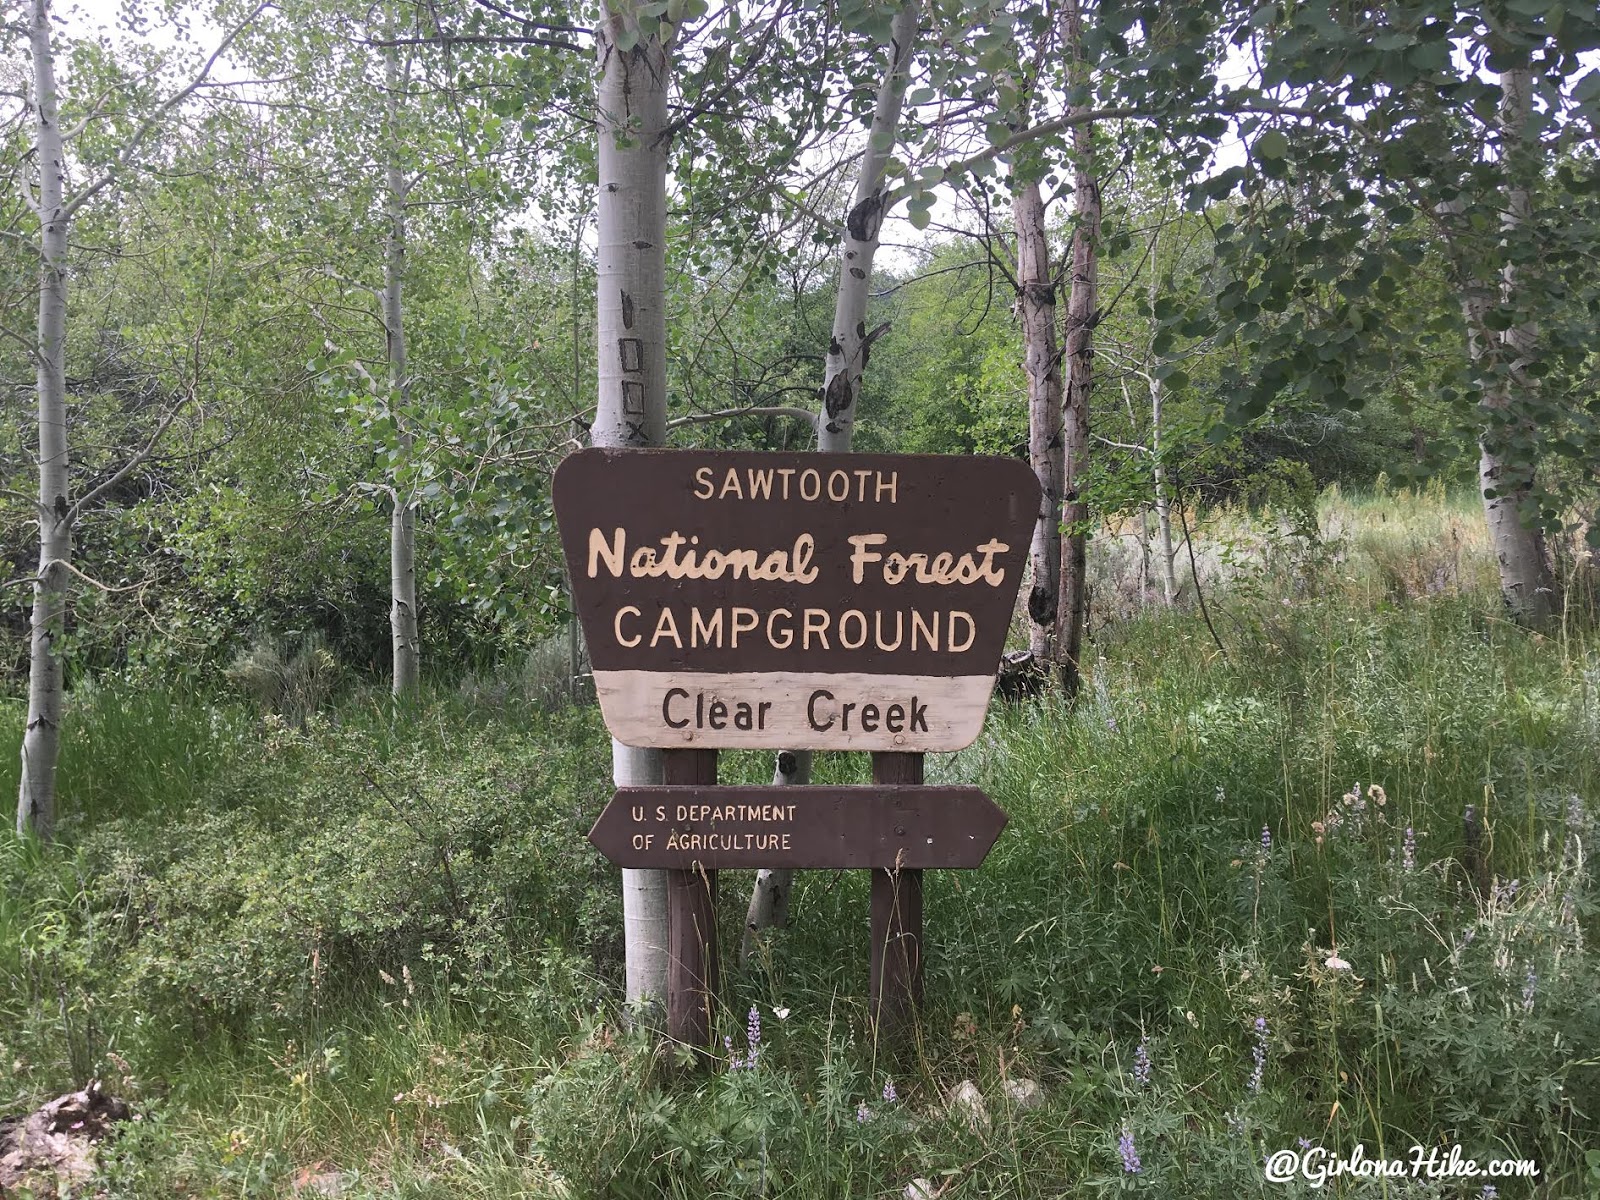 SAWTOOTH
National Forest
CAMPGROUND
Clear Creek
U. S. DEPARTMENT
OF AGRICULTURE
@GirlonaHike.com